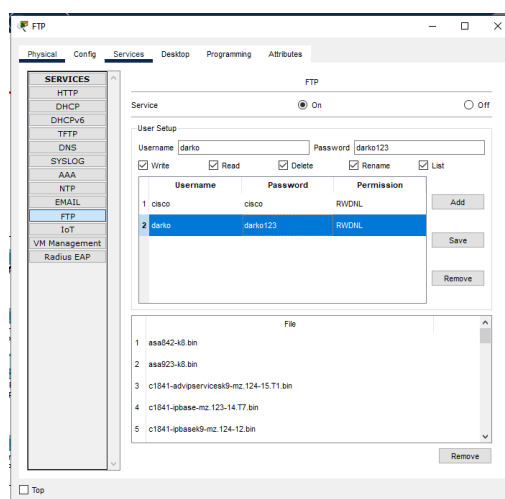 FTP
Physical Config Services Desktop Programming Attributes
SERVICES
HTTP
DHCP
DHCPv6
TFTP
DNS
SYSLOG
AAA
NTP
EMAIL
FTP
IoT
VM Management
Radius EAP
FTP
Service On Off
User Setup
Username darko Password darko123
Write Read Delete Rename List
Username Password Permission
1 cisco cisco RWDNL
2 darko darko123 RWDNL
Add
Save
Remove
File
1 asa842-k8.bin
2 asa923-k8.bin
3 c1841-advipservicesk9-mz.124-15.T1.bin
4 c1841-ipbase-mz.123-14.T7.bin
5 c1841-ipbasek9-mz.124-12.bin
Remove
Top